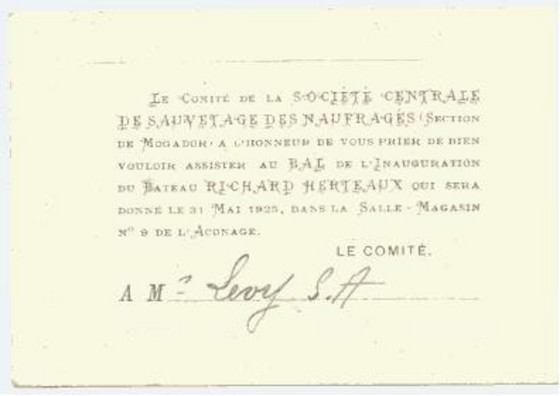 LE COMITÉ DE LA SOCIÉTÉ CENTRALE
DE SAUVETAGE DES NAUFRAGÉS (SECTION
DE MOGADOR) A L'HONNEUR DE VOUS PRIER DE BIEN
VOULOIR ASSISTER AU BAL DE L'INAUGURATION
DU BATEAU RICHARD HERTEAUX QUI SERA
DONNÉ LE 31 MAI 1925, DANS LA SALLE-MAGASIN
N° 9 DE L'ACONAGE.
LE COMITÉ.
A Mr Levy S.A